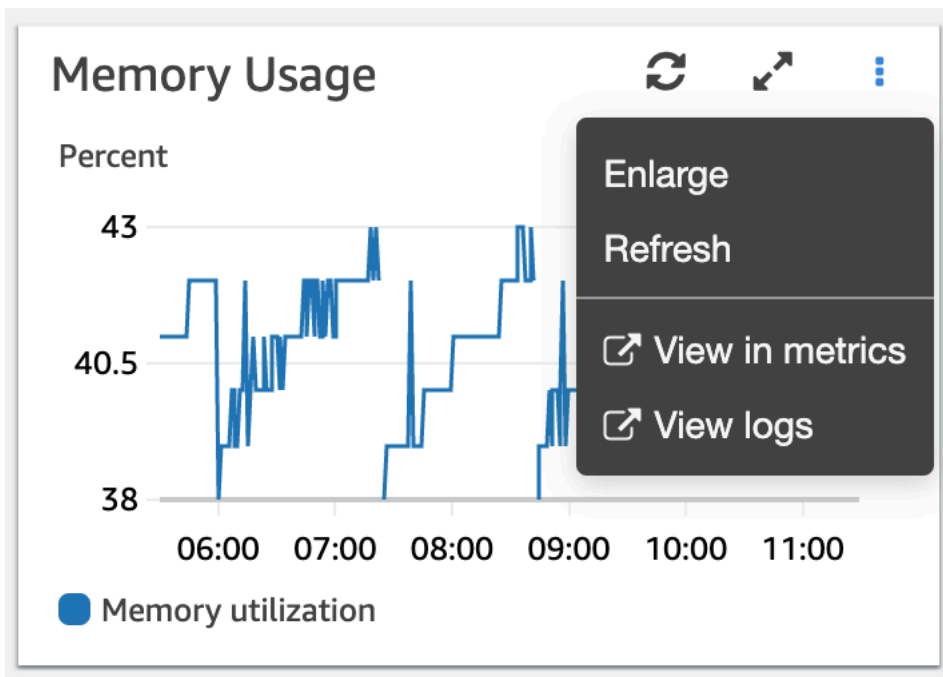 Memory Usage
Percent
Enlarge
Refresh
View in metrics
View logs
43
40.5
38
06:00 07:00 08:00 09:00 10:00 11:00
Memory utilization